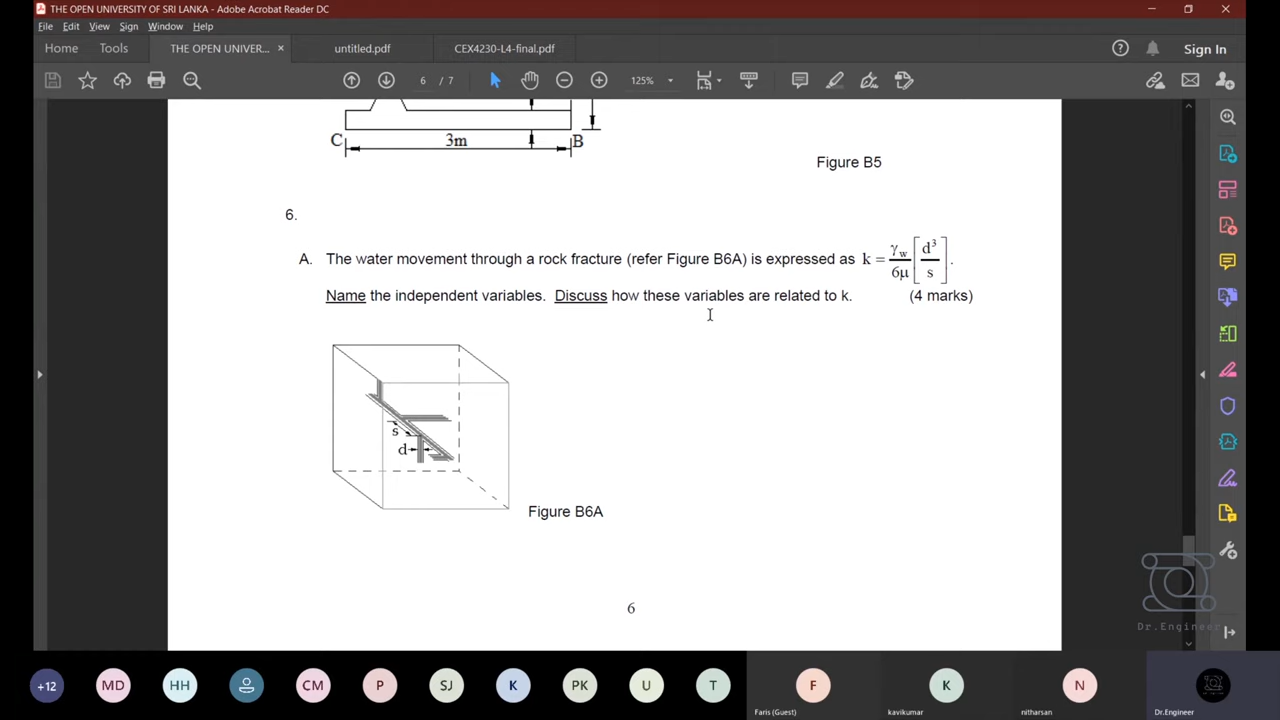 THE OPEN UNIVERSITY OF SRI LANKA - Adobe Acrobat Reader DC
File Edit View Sign Window Help
Home Tools THE OPEN UNIVER... × untitled.pdf CEX4230-L4-final.pdf Sign In
6 / 7 125%
C 3m B
Figure B5
6.
A. The water movement through a rock fracture (refer Figure B6A) is expressed as k = γw/6μ [d³/s].
Name the independent variables. Discuss how these variables are related to k. (4 marks)
s
d
Figure B6A
6
Dr.Engineer
+12 MD HH CM P SJ K PK U T F K N
Faris (Guest) kavikumar nitharsan Dr.Engineer